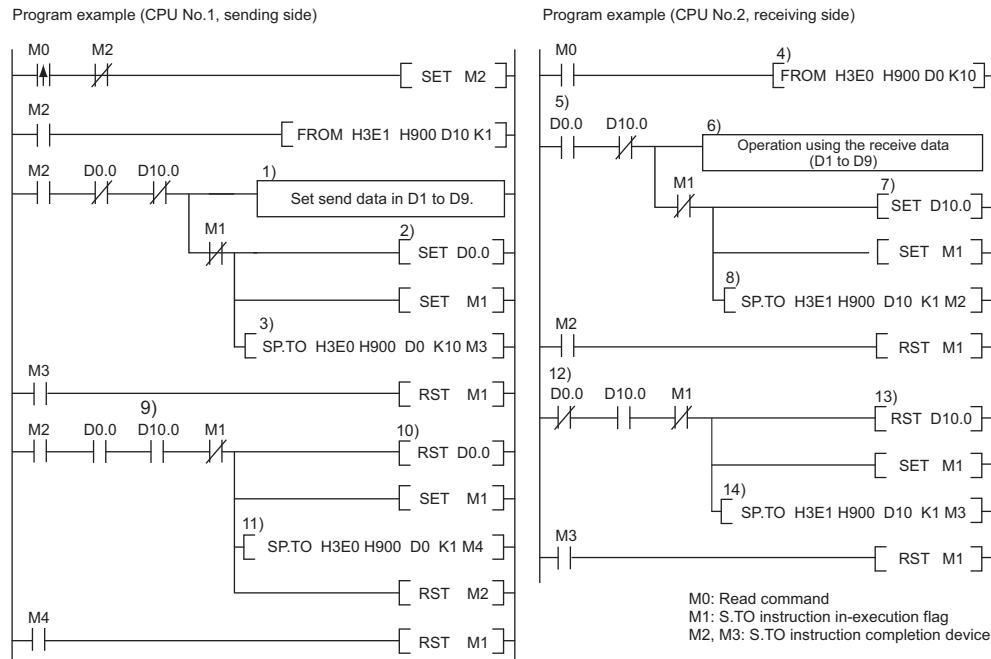 Program example (CPU No.1, sending side)
M0 M2
SET M2
M2
FROM H3E1 H900 D10 K1
M2 D0.0 D10.0
1)
Set send data in D1 to D9.
M1
2)
SET D0.0
SET M1
3)
SP.TO H3E0 H900 D0 K10 M3
M3
RST M1
9)
M2 D0.0 D10.0 M1
10)
RST D0.0
SET M1
11)
SP.TO H3E0 H900 D0 K1 M4
RST M2
M4
RST M1
Program example (CPU No.2, receiving side)
M0
4)
FROM H3E0 H900 D0 K10
5)
D0.0 D10.0
6)
Operation using the receive data
(D1 to D9)
M1
7)
SET D10.0
SET M1
8)
SP.TO H3E1 H900 D10 K1 M2
M2
RST M1
12)
D0.0 D10.0 M1
13)
RST D10.0
SET M1
14)
SP.TO H3E1 H900 D10 K1 M3
M3
RST M1
M0: Read command
M1: S.TO instruction in-execution flag
M2, M3: S.TO instruction completion device